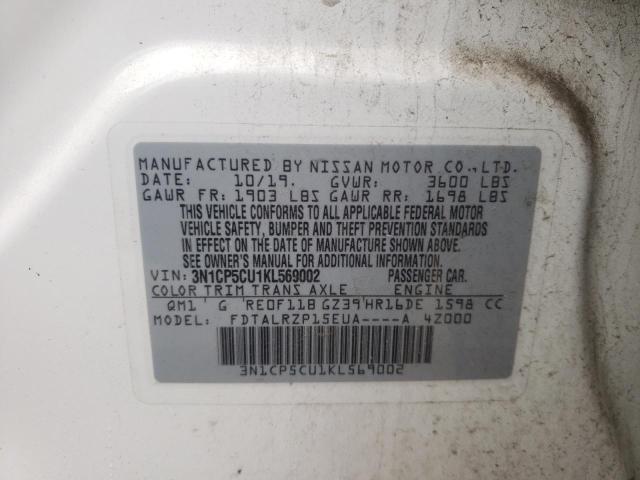 MANUFACTURED BY NISSAN MOTOR CO.,LTD.
DATE: 10/19. GVWR: 3600 LBS
GAWR FR: 1903 LBS GAWR RR: 1698 LBS
THIS VEHICLE CONFORMS TO ALL APPLICABLE FEDERAL MOTOR
VEHICLE SAFETY, BUMPER AND THEFT PREVENTION STANDARDS
IN EFFECT ON THE DATE OF MANUFACTURE SHOWN ABOVE.
SEE OWNER'S MANUAL FOR ADDITIONAL INFORMATION.
VIN: 3N1CP5CU1KL569002 PASSENGER CAR.
COLOR TRIM TRANS AXLE ENGINE
QM1 ' G 'RE0F11B GZ39'HR16DE 1598 CC
MODEL: FDTALRZP15EUA----A 4Z000
3N1CP5CU1KL569002